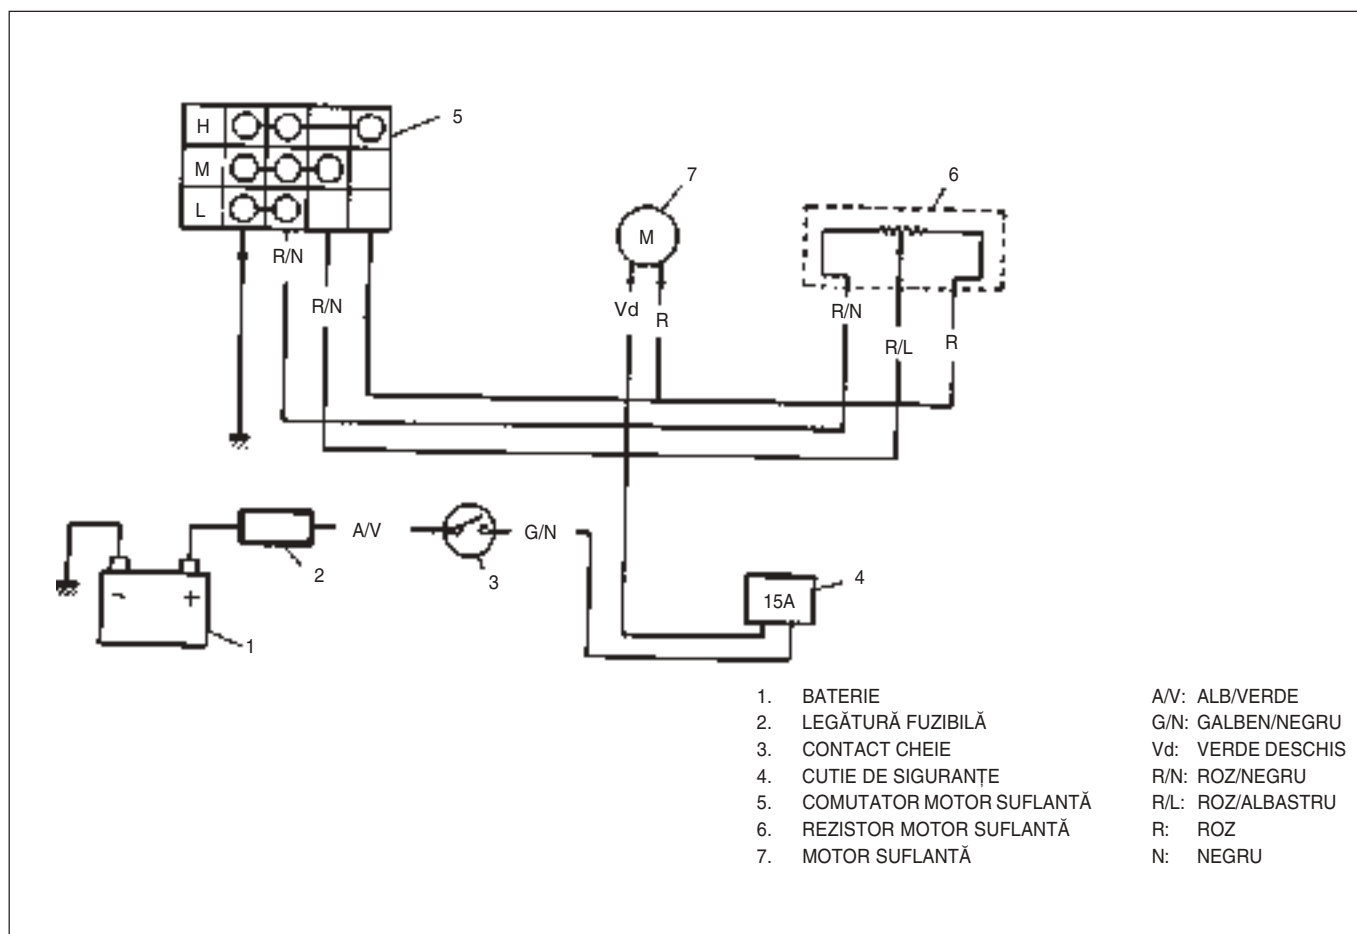 H
5
M
7
6
L
M
R/N
R/N
Vd
R
R/N
R/L
R
A/V
G/N
2
3
15A
4
-
+
1
1. BATERIE
2. LEGĂTURĂ FUZIBILĂ
3. CONTACT CHEIE
4. CUTIE DE SIGURANȚE
5. COMUTATOR MOTOR SUFLANTĂ
6. REZISTOR MOTOR SUFLANTĂ
7. MOTOR SUFLANTĂ
A/V: ALB/VERDE
G/N: GALBEN/NEGRU
Vd: VERDE DESCHIS
R/N: ROZ/NEGRU
R/L: ROZ/ALBASTRU
R: ROZ
N: NEGRU